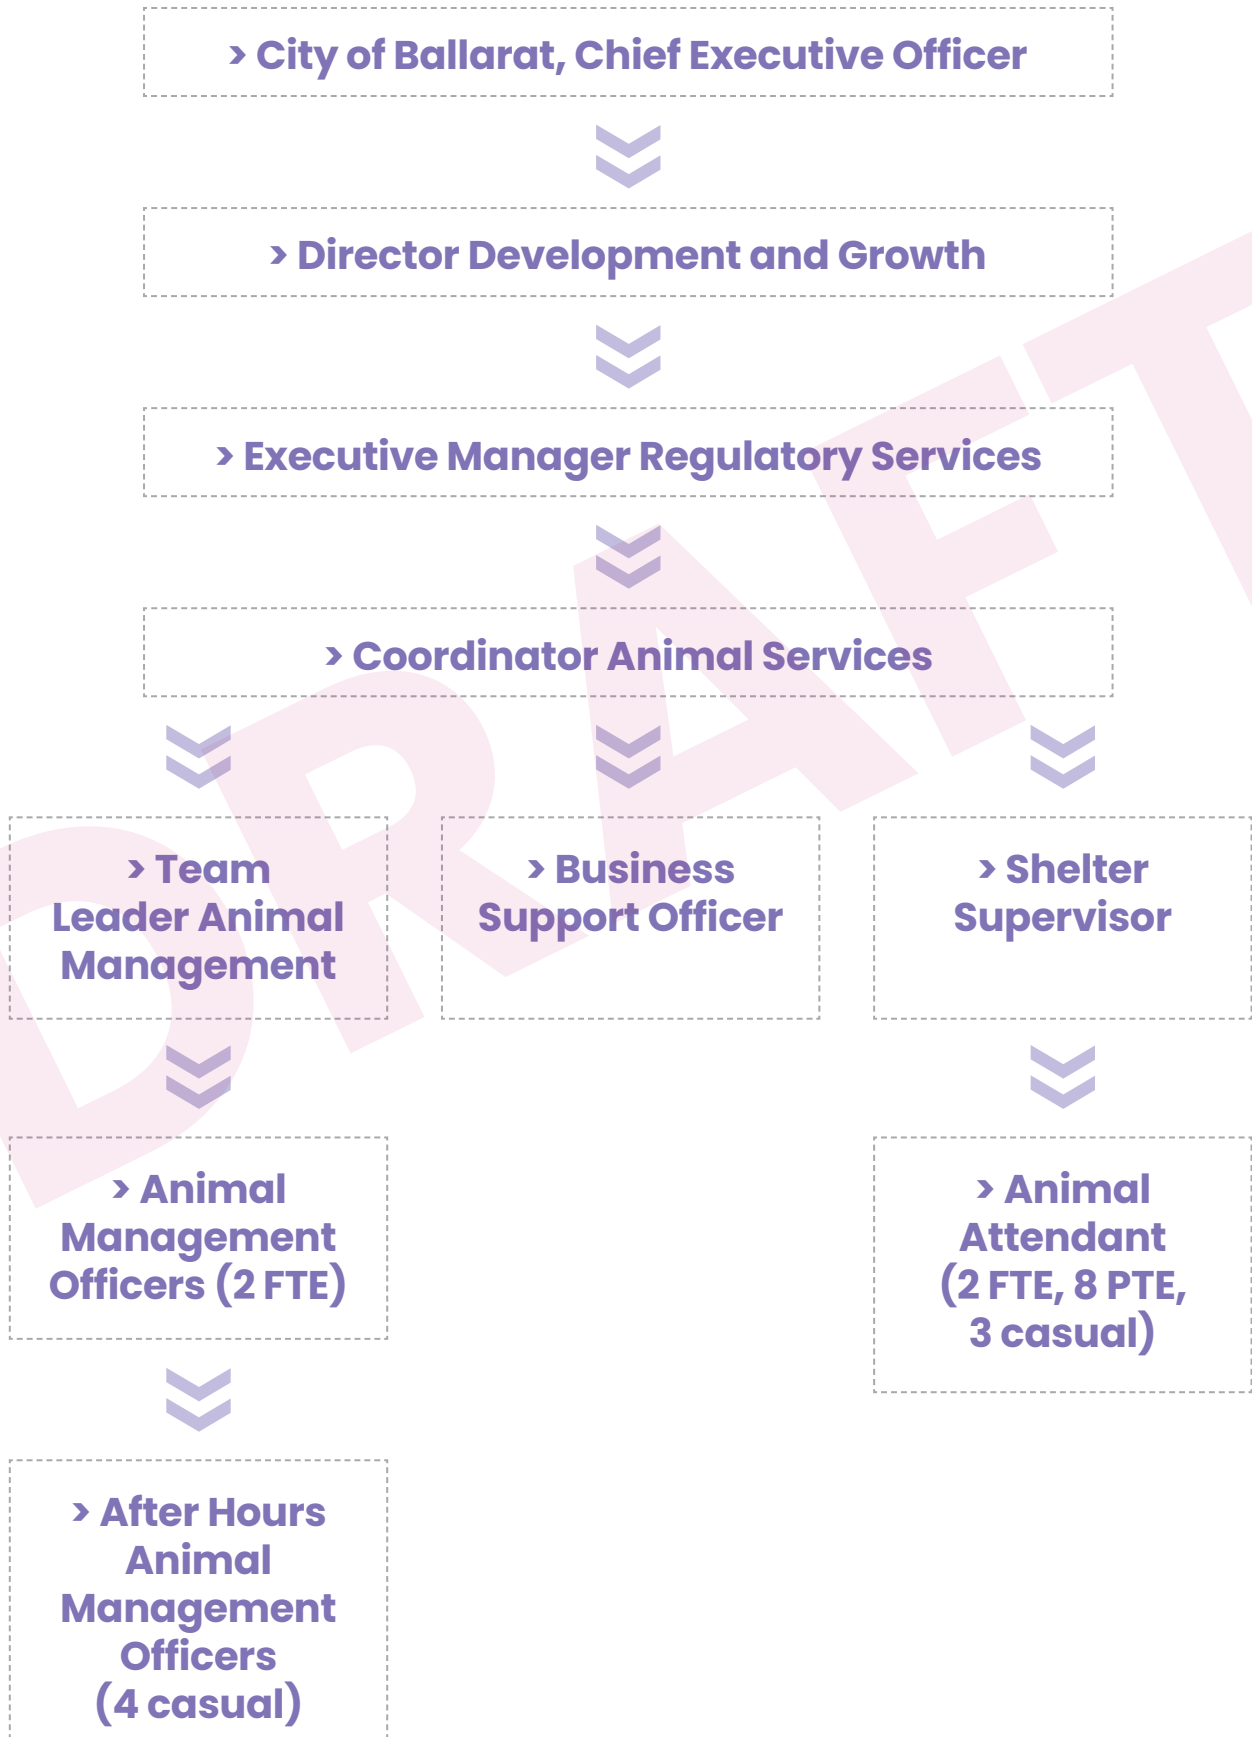 > City of Ballarat, Chief Executive Officer
> Director Development and Growth
> Executive Manager Regulatory Services
> Coordinator Animal Services
> Team
Leader Animal
Management
> Business
Support Officer
> Shelter
Supervisor
> Animal
Management
Officers (2 FTE)
> Animal
Attendant
(2 FTE, 8 PTE,
3 casual)
> After Hours
Animal
Management
Officers
(4 casual)
DRAFT